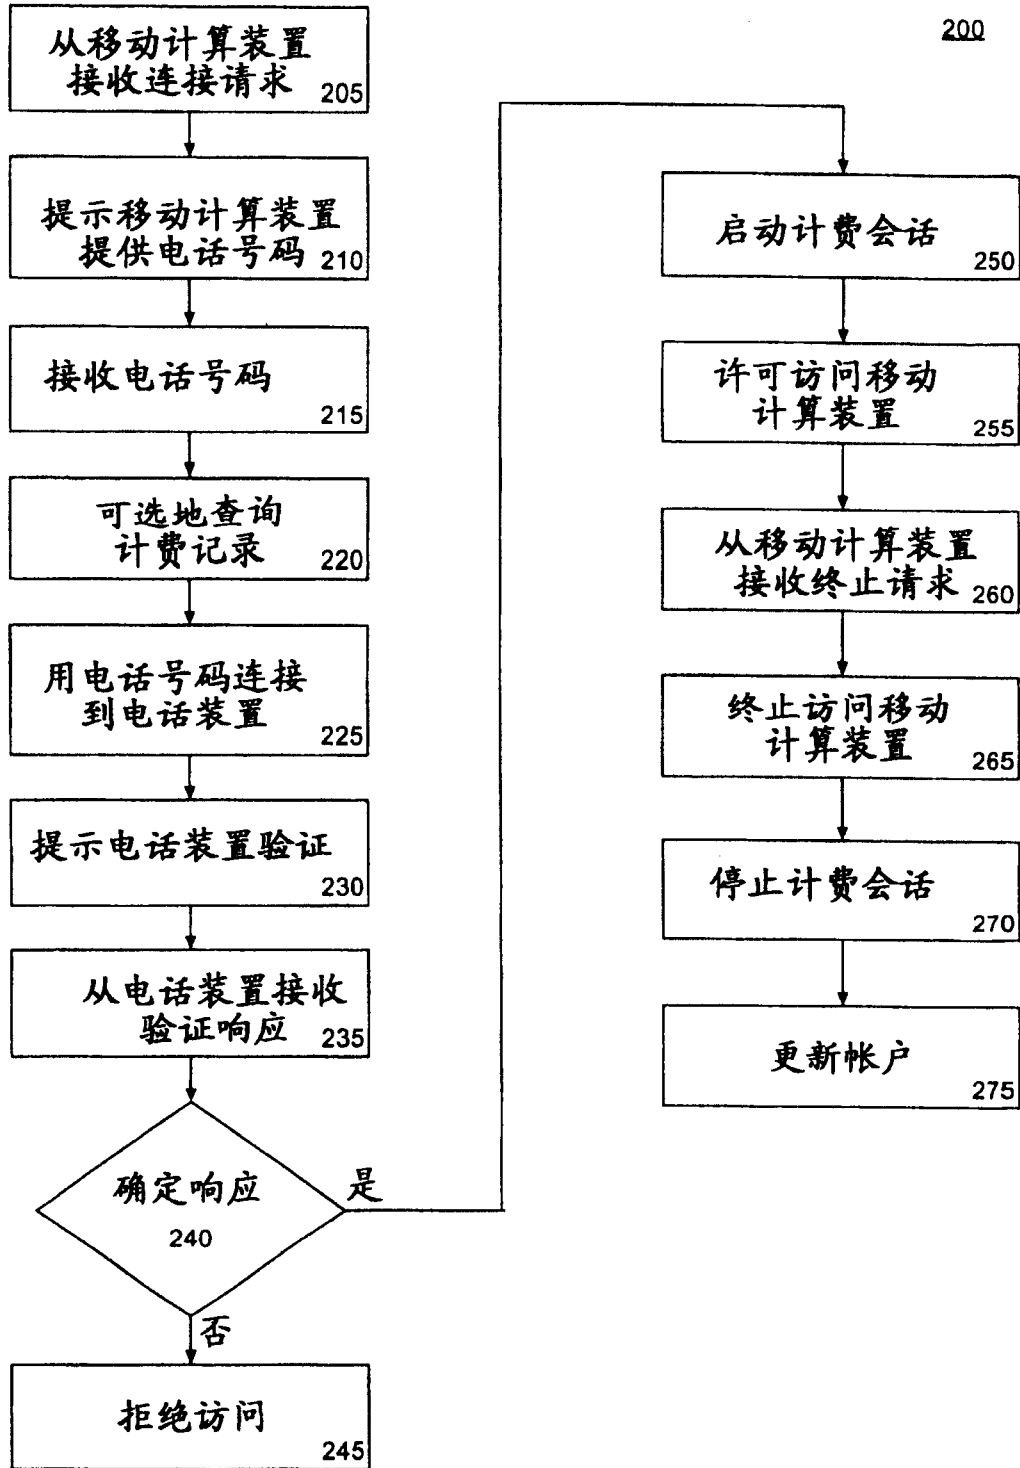 200
从移动计算装置
接收连接请求 205
提示移动计算装置
提供电话号码 210
接收电话号码
215
可选地查询
计费记录 220
用电话号码连接
到电话装置 225
提示电话装置验证
230
从电话装置接收
验证响应 235
确定响应
240
是
否
拒绝访问
245
启动计费会话
250
许可访问移动
计算装置 255
从移动计算装置
接收终止请求 260
终止访问移动
计算装置 265
停止计费会话
270
更新帐户
275